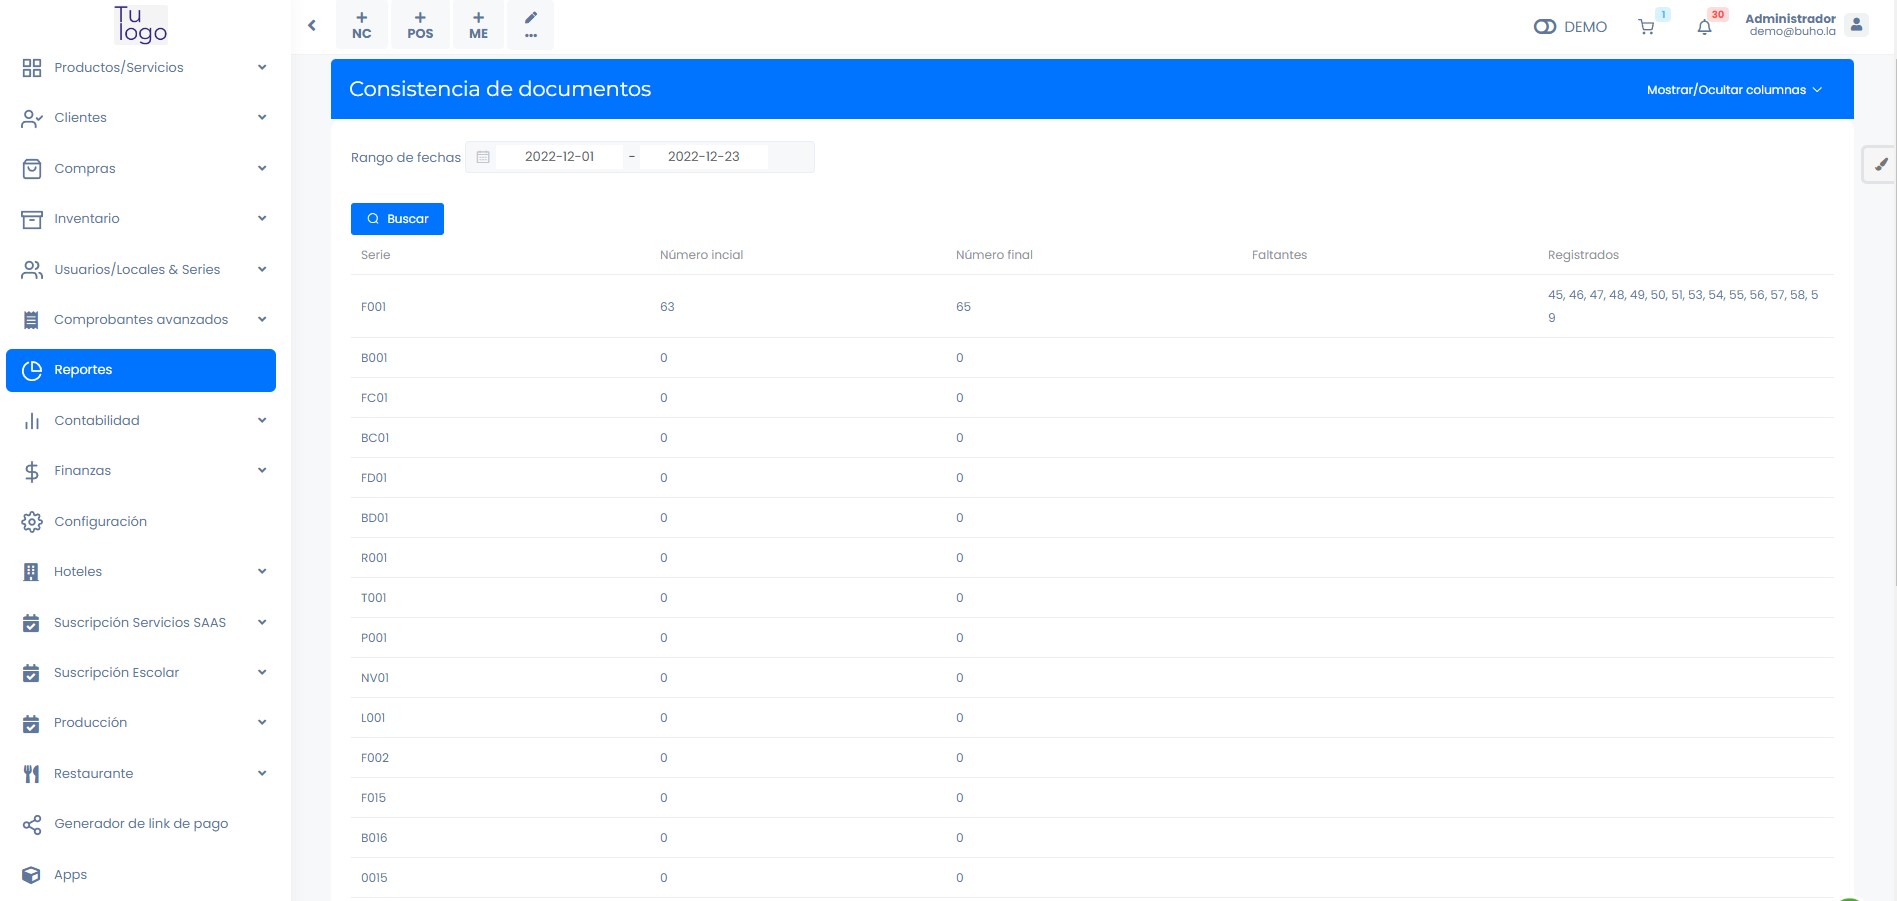 Tu
logo
Productos/Servicios
Clientes
Compras
Inventario
Usuarios/Locales & Series
Comprobantes avanzados
Reportes
Contabilidad
Finanzas
Configuración
Hoteles
Suscripción Servicios SAAS
Suscripción Escolar
Producción
Restaurante
Generador de link de pago
Apps
NC
POS
ME
...
DEMO
1
30
Administrador
demo@buho.la
Consistencia de documentos
Mostrar/Ocultar columnas
Rango de fechas 2022-12-01 - 2022-12-23
Buscar
Serie Número incial Número final Faltantes Registrados
F001 63 65 45, 46, 47, 48, 49, 50, 51, 53, 54, 55, 56, 57, 58, 5
9
B001 0 0
FC01 0 0
BC01 0 0
FD01 0 0
BD01 0 0
R001 0 0
T001 0 0
P001 0 0
NV01 0 0
L001 0 0
F002 0 0
F015 0 0
B016 0 0
0015 0 0